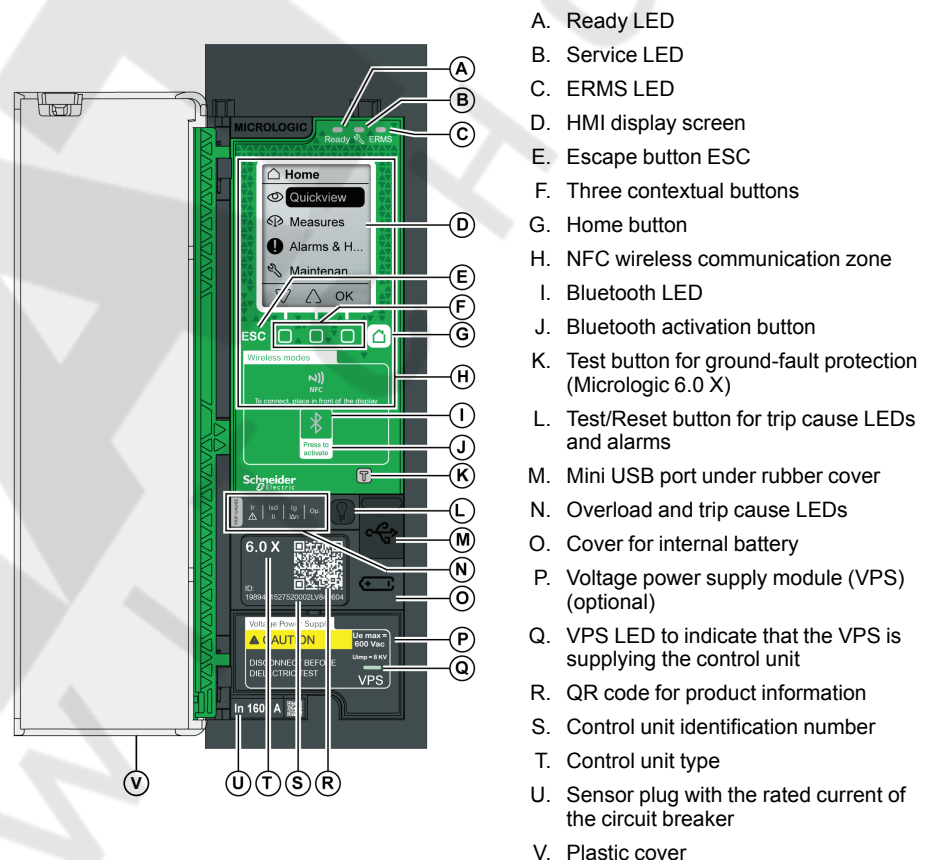 A. Ready LED
B. Service LED
C. ERMS LED
D. HMI display screen
E. Escape button ESC
F. Three contextual buttons
G. Home button
H. NFC wireless communication zone
I. Bluetooth LED
J. Bluetooth activation button
K. Test button for ground-fault protection
(Micrologic 6.0 X)
L. Test/Reset button for trip cause LEDs
and alarms
M. Mini USB port under rubber cover
N. Overload and trip cause LEDs
O. Cover for internal battery
P. Voltage power supply module (VPS)
(optional)
Q. VPS LED to indicate that the VPS is
supplying the control unit
R. QR code for product information
S. Control unit identification number
T. Control unit type
U. Sensor plug with the rated current of
the circuit breaker
V. Plastic cover
A
B
C
MICROLOGIC
Ready ERMS
Home
Quickview
Measures
D
Alarms & H...
Maintenan
E
OK
F
ESC
G
Wireless modes
NFC
H
To connect, place in front of the display
I
Press to
activate
J
T
K
Schneider
Electric
Ir Isd Ig Op.
Ii I∆n
L
M
6.0 X
N
ID:
O
Voltage Power Supply
CAUTION
Ue max =
600 Vac
P
Uimp = 8 KV
DISCONNECT BEFORE
DIELECTRIC TEST
VPS
Q
In 160 A
V
U
T
S
R